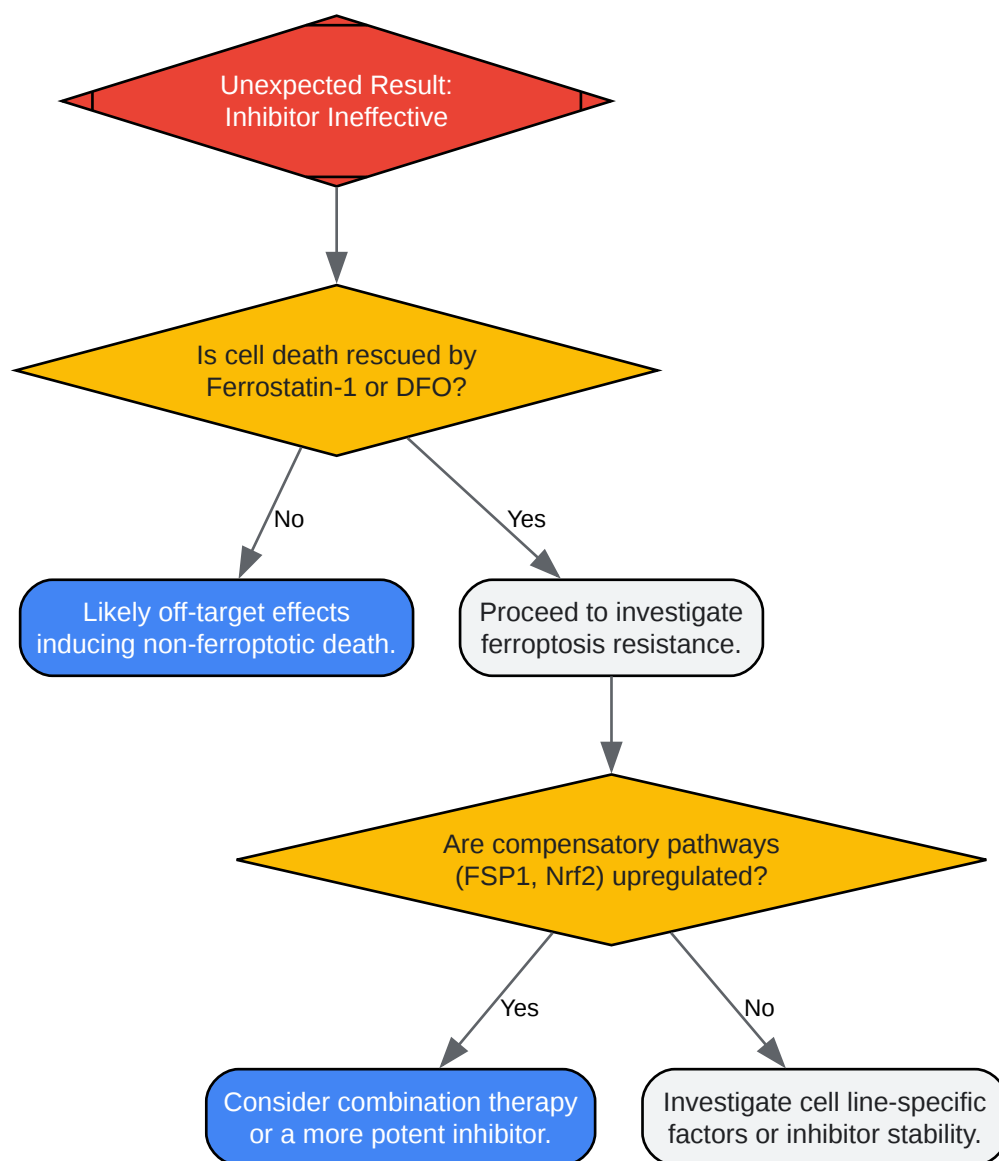 Unexpected Result:
Inhibitor Ineffective
Is cell death rescued by
Ferrostatin-1 or DFO?
No
Yes
Likely off-target effects
inducing non-ferroptotic death.
Proceed to investigate
ferroptosis resistance.
Are compensatory pathways
(FSP1, Nrf2) upregulated?
Yes
No
Consider combination therapy
or a more potent inhibitor.
Investigate cell line-specific
factors or inhibitor stability.